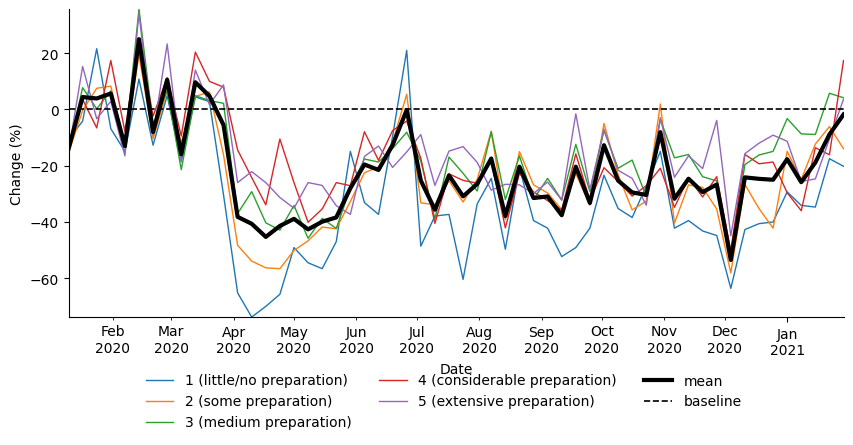 20
0
−20
−40
−60
Change (%)
Feb
2020
Mar
2020
Apr
2020
May
2020
Jun
2020
Jul
2020
Aug
2020
Sep
2020
Oct
2020
Nov
2020
Dec
2020
Jan
2021
Date
1 (little/no preparation)
2 (some preparation)
3 (medium preparation)
4 (considerable preparation)
5 (extensive preparation)
mean
baseline